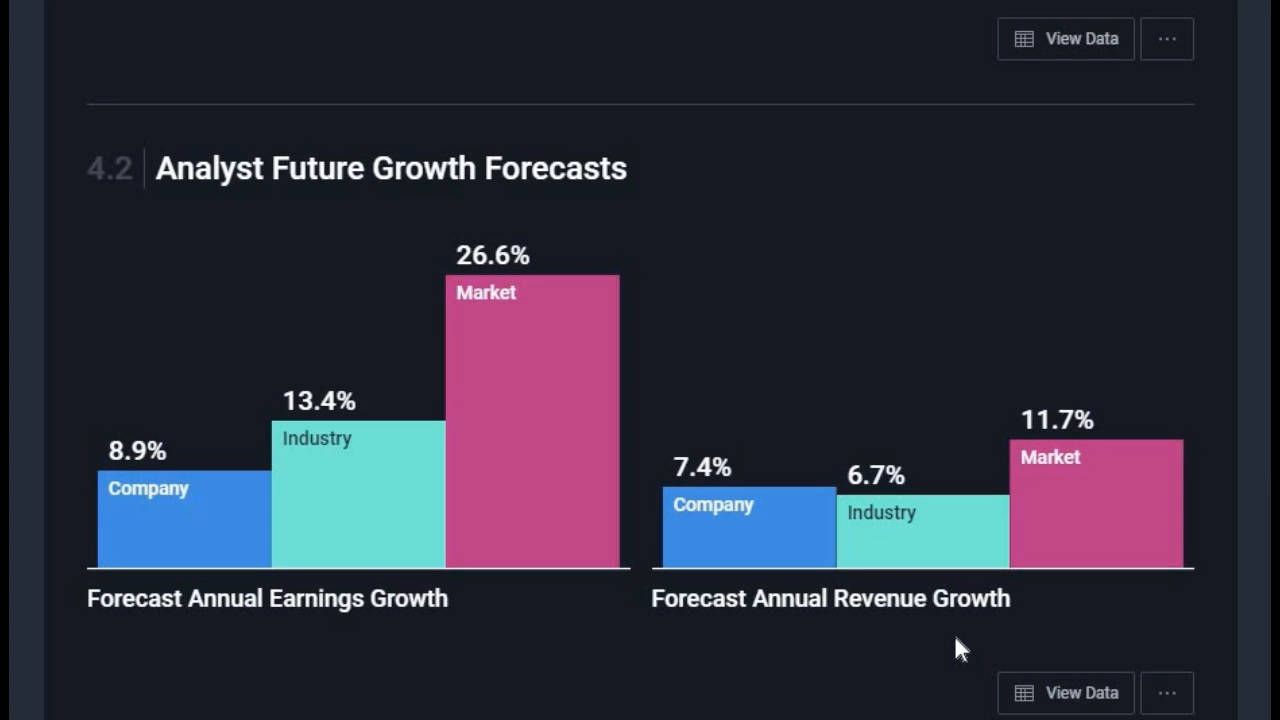 View Data
...
4.2 Analyst Future Growth Forecasts
26.6%
Market
13.4%
Industry
8.9%
Company
Forecast Annual Earnings Growth
11.7%
Market
7.4%
Company
6.7%
Industry
Forecast Annual Revenue Growth
View Data
...